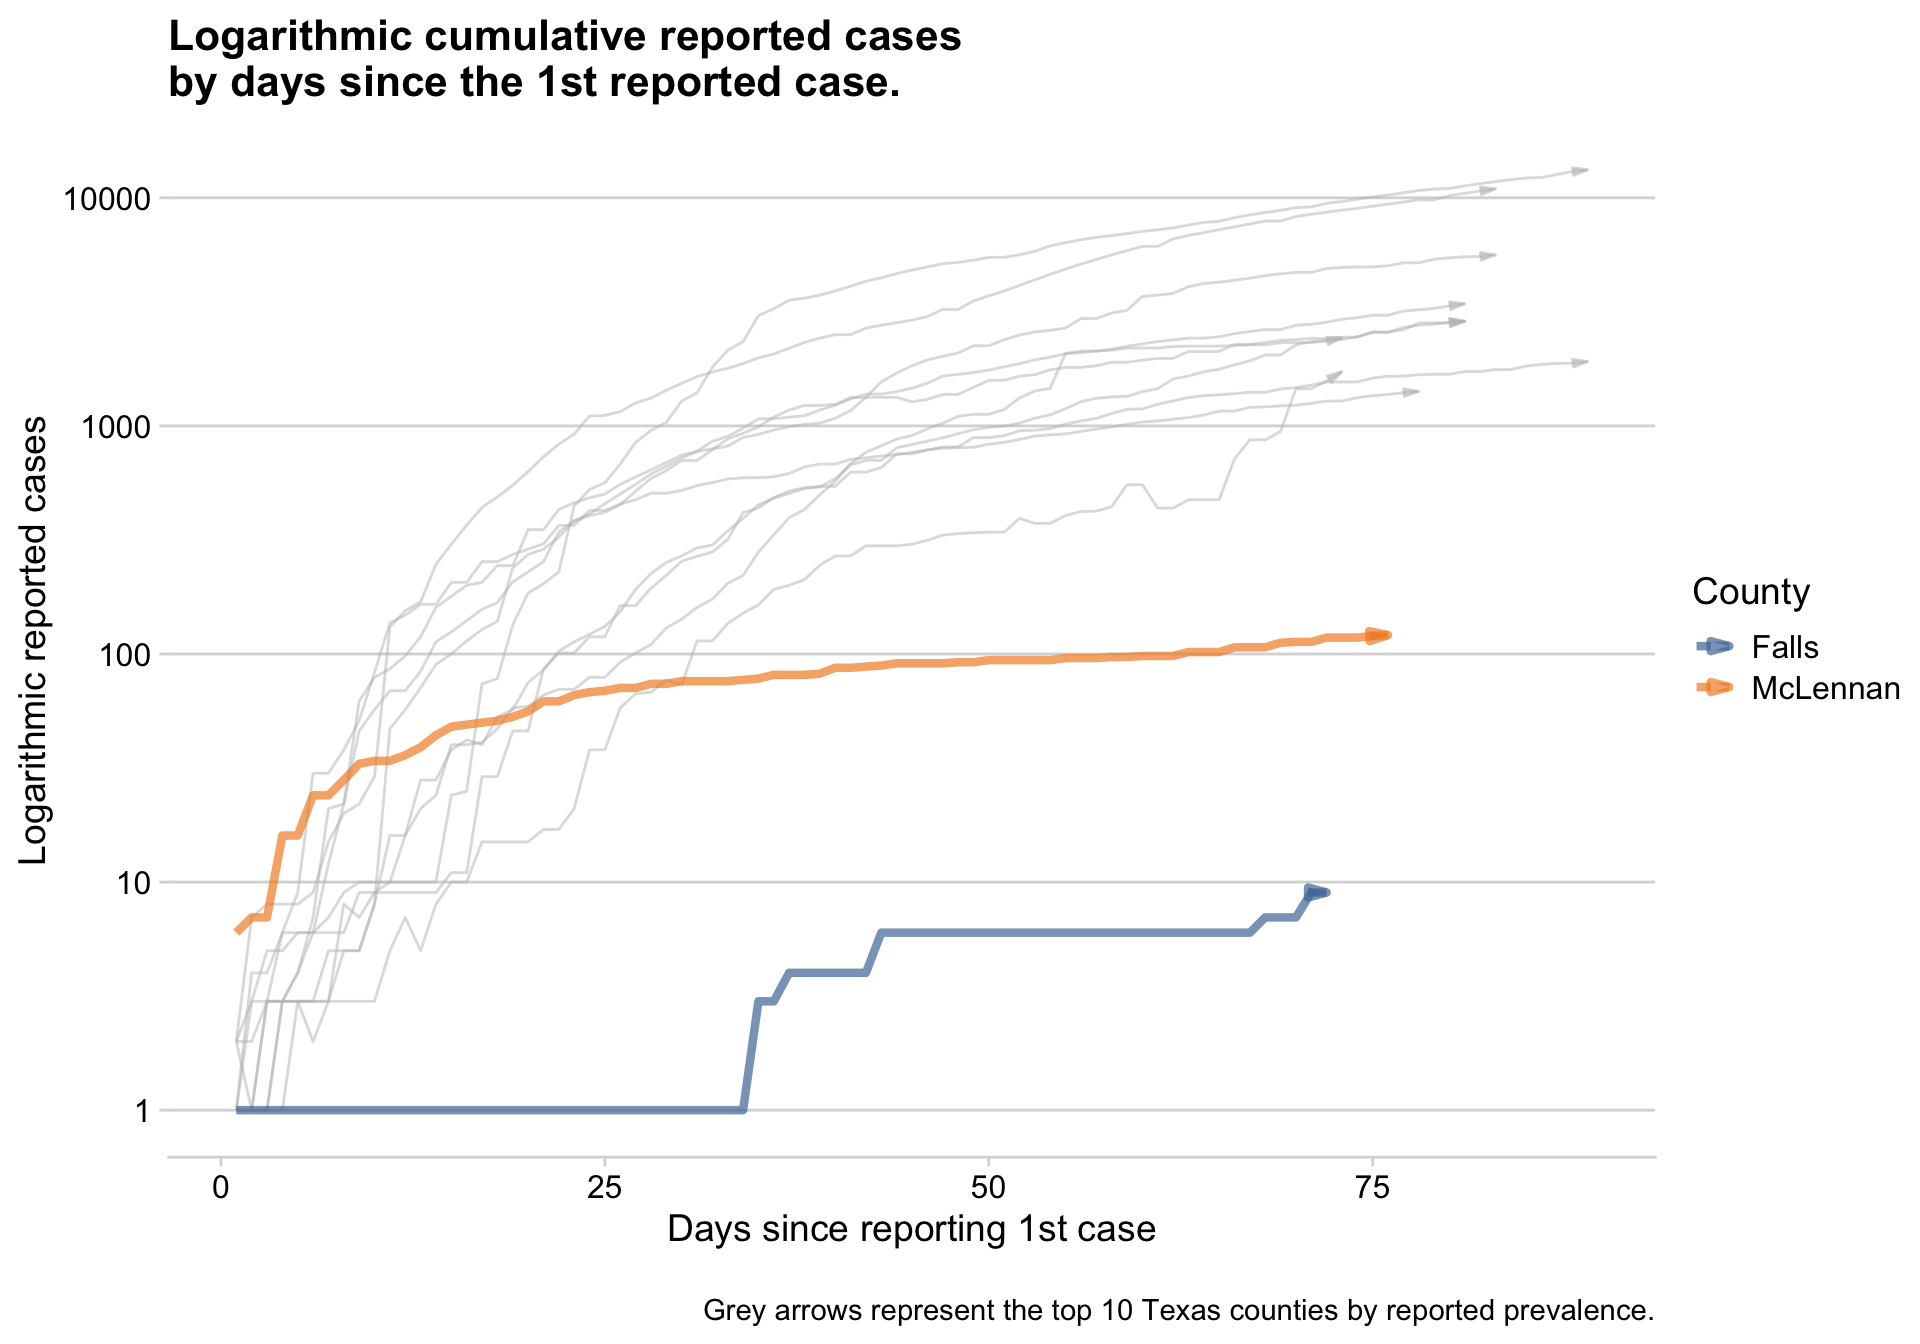 Logarithmic cumulative reported cases
by days since the 1st reported case.
Logarithmic reported cases
10000
1000
100
10
1
0
25
50
75
Days since reporting 1st case
County
Falls
McLennan
Grey arrows represent the top 10 Texas counties by reported prevalence.